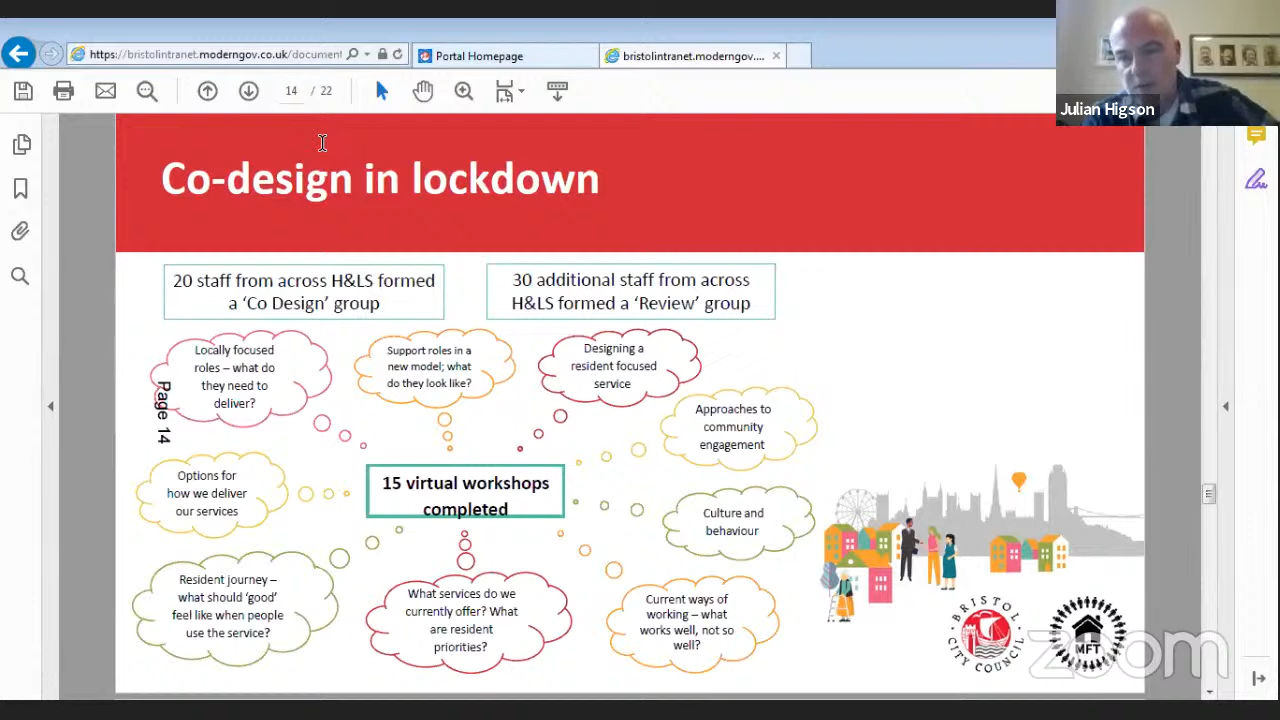 https://bristolintranet.moderngov.co.uk/document
Portal Homepage
bristolintranet.moderngov....
14 / 22
Julian Higson
Co-design in lockdown
20 staff from across H&LS formed
a ‘Co Design’ group
30 additional staff from across
H&LS formed a ‘Review’ group
Locally focused
roles – what do
they need to
deliver?
Support roles in a
new model; what
do they look like?
Designing a
resident focused
service
Approaches to
community
engagement
Page 14
Options for
how we deliver
our services
15 virtual workshops
completed
Culture and
behaviour
Resident journey –
what should ‘good’
feel like when people
use the service?
What services do we
currently offer? What
are resident
priorities?
Current ways of
working – what
works well, not so
well?
BRISTOL
CITY COUNCIL
MFT
zoom